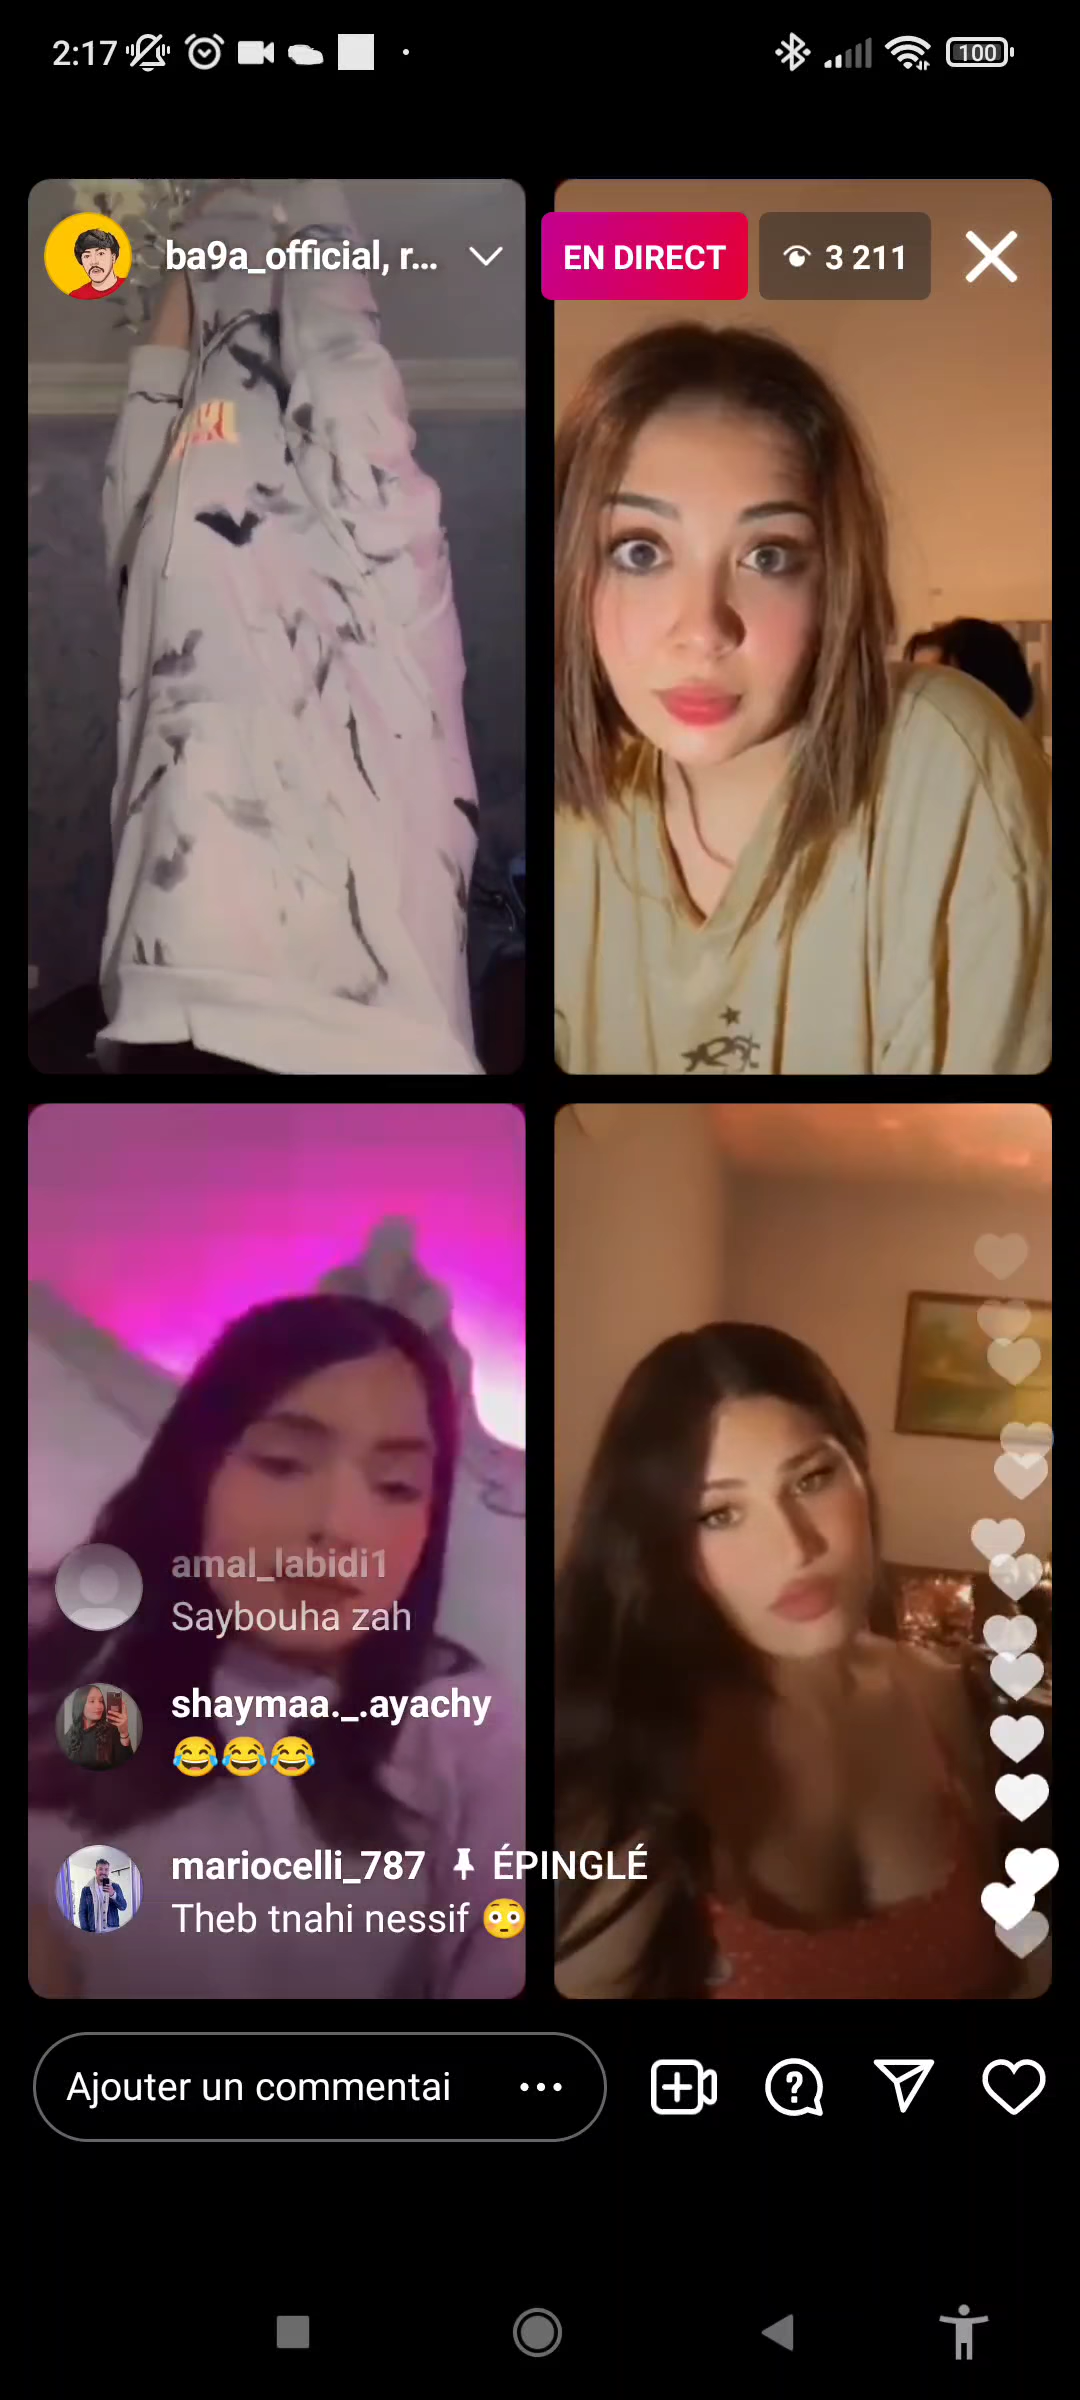 2:17
100
ba9a_official, r...
EN DIRECT
3 211
amal_labidi1
Saybouha zah
shaymaa._.ayachy
😂😂😂
mariocelli_787 📌 ÉPINGLÉ
Theb tnahi nessif 😳
Ajouter un commentai